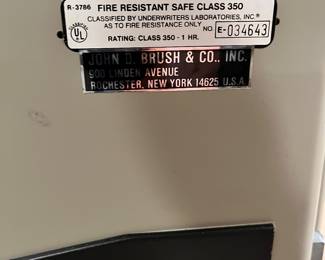 R-3786 FIRE RESISTANT SAFE CLASS 350
CLASSIFIED BY UNDERWRITERS LABORATORIES, INC.®
AS TO FIRE RESISTANCE ONLY
RATING: CLASS 350 - 1 HR. NO E-034643
CLASSIFIED
UL
JOHN D. BRUSH & CO., INC.
900 LINDEN AVENUE
ROCHESTER, NEW YORK 14625 U.S.A.